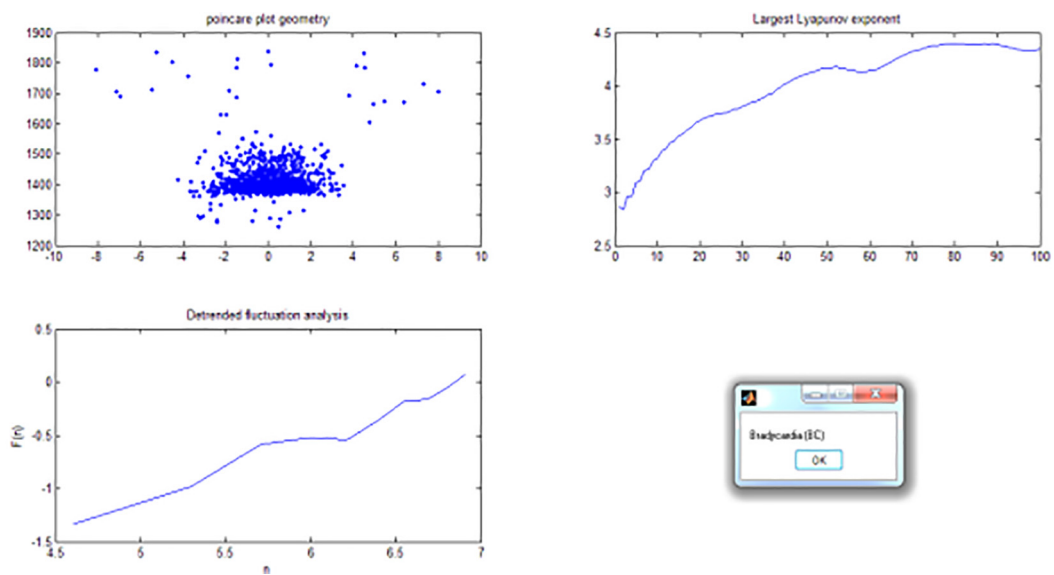 poincare plot geometry
1900
1800
1700
1600
1500
1400
1300
1200
-10 -8 -6 -4 -2 0 2 4 6 8 10
Largest Lyapunov exponent
4.5
4
3.5
3
2.5
0 10 20 30 40 50 60 70 80 90 100
Detrended fluctuation analysis
F(n)
0.5
0
-0.5
-1
-1.5
4.5 5 5.5 6 6.5 7
n
Bradycardia (BC)
OK